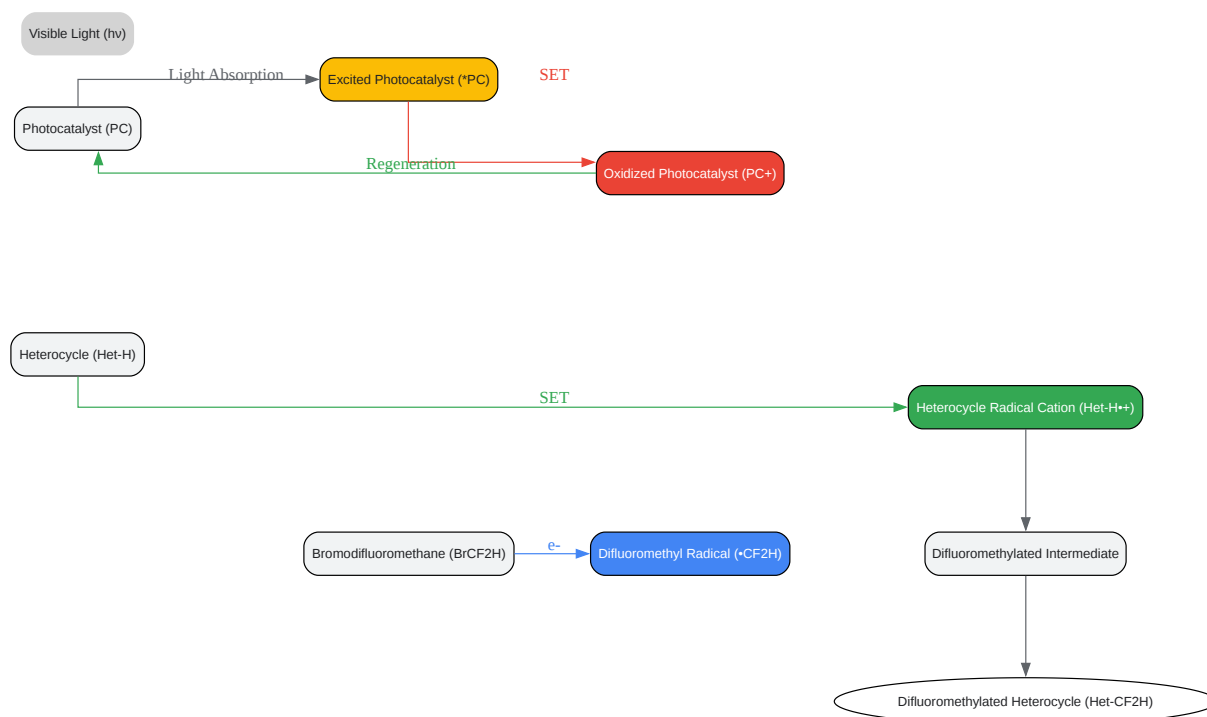 Visible Light (hν)
Light Absorption
Excited Photocatalyst (*PC)
SET
Photocatalyst (PC)
Regeneration
Oxidized Photocatalyst (PC+)
Heterocycle (Het-H)
SET
Heterocycle Radical Cation (Het-H•+)
Bromodifluoromethane (BrCF2H)
e-
Difluoromethyl Radical (•CF2H)
Difluoromethylated Intermediate
Difluoromethylated Heterocycle (Het-CF2H)